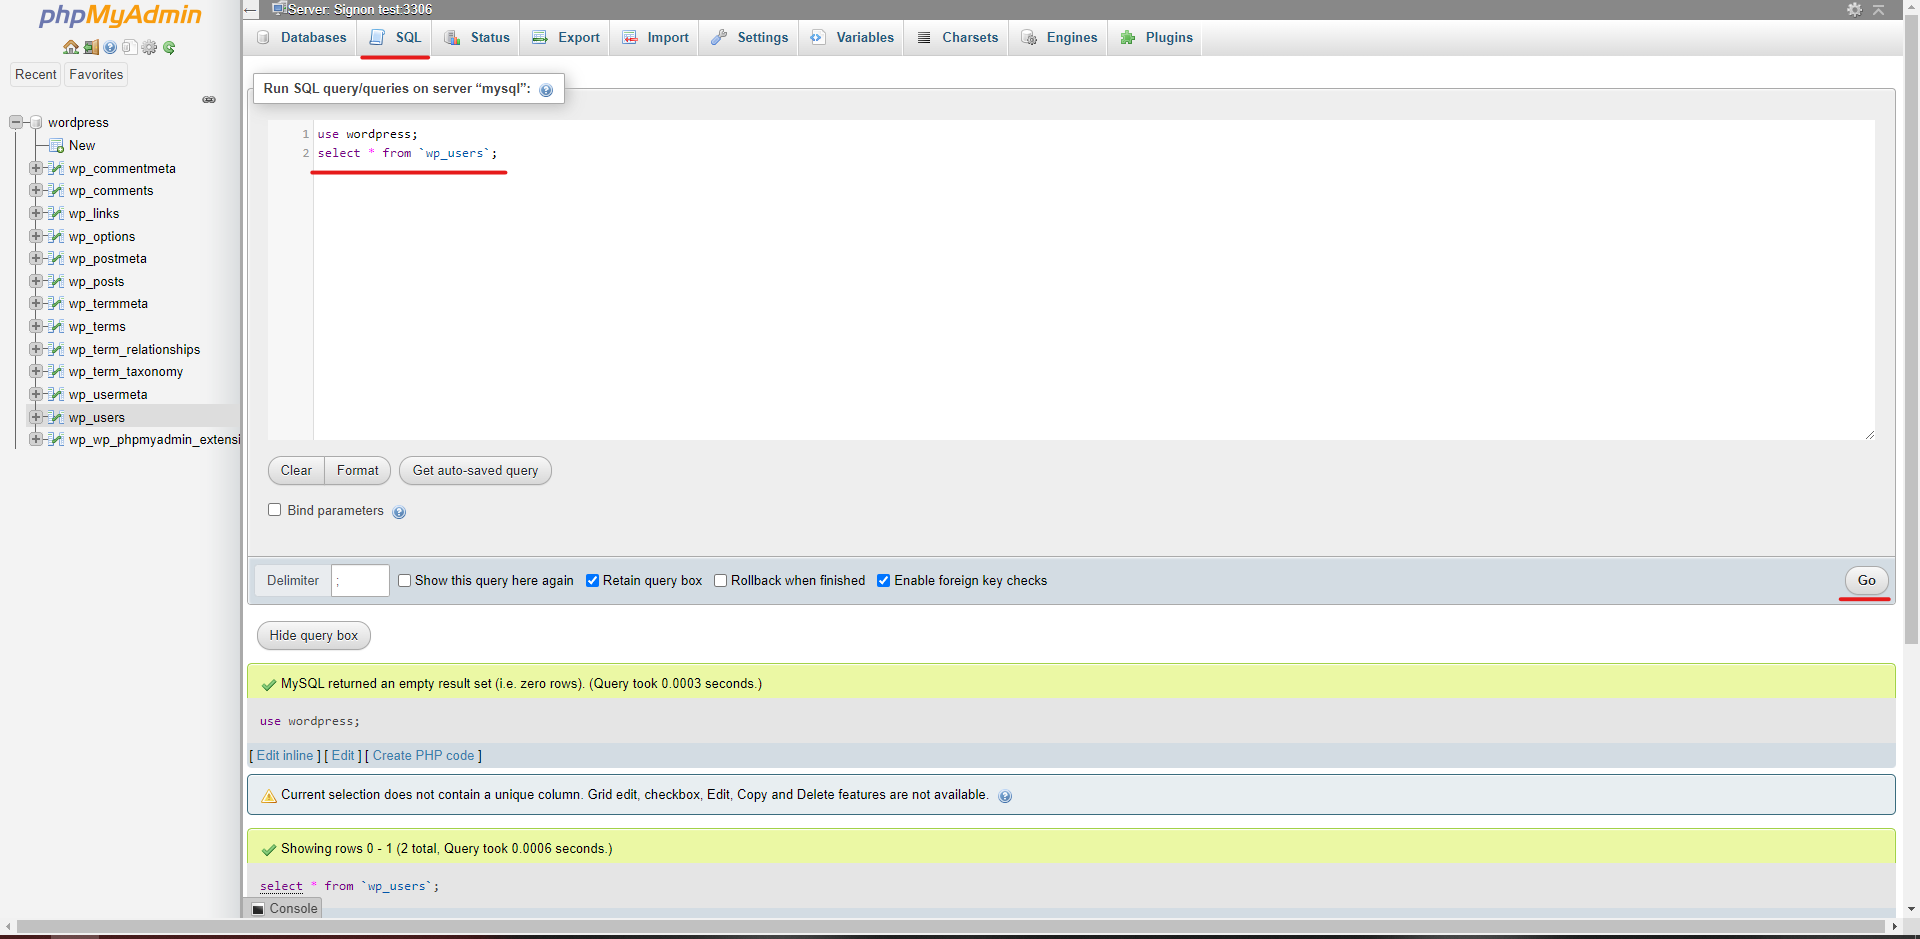 phpMyAdmin
Recent Favorites
wordpress
New
wp_commentmeta
wp_comments
wp_links
wp_options
wp_postmeta
wp_posts
wp_termmeta
wp_terms
wp_term_relationships
wp_term_taxonomy
wp_usermeta
wp_users
wp_wp_phpmyadmin_extensi
Server: Signon test:3306
Databases SQL Status Export Import Settings Variables Charsets Engines Plugins
Run SQL query/queries on server “mysql”:
1 use wordpress;
2 select * from `wp_users`;
Clear Format Get auto-saved query
Bind parameters
Delimiter ; Show this query here again Retain query box Rollback when finished Enable foreign key checks Go
Hide query box
MySQL returned an empty result set (i.e. zero rows). (Query took 0.0003 seconds.)
use wordpress;
[ Edit inline ] [ Edit ] [ Create PHP code ]
Current selection does not contain a unique column. Grid edit, checkbox, Edit, Copy and Delete features are not available.
Showing rows 0 - 1 (2 total, Query took 0.0006 seconds.)
select * from `wp_users`;
Console